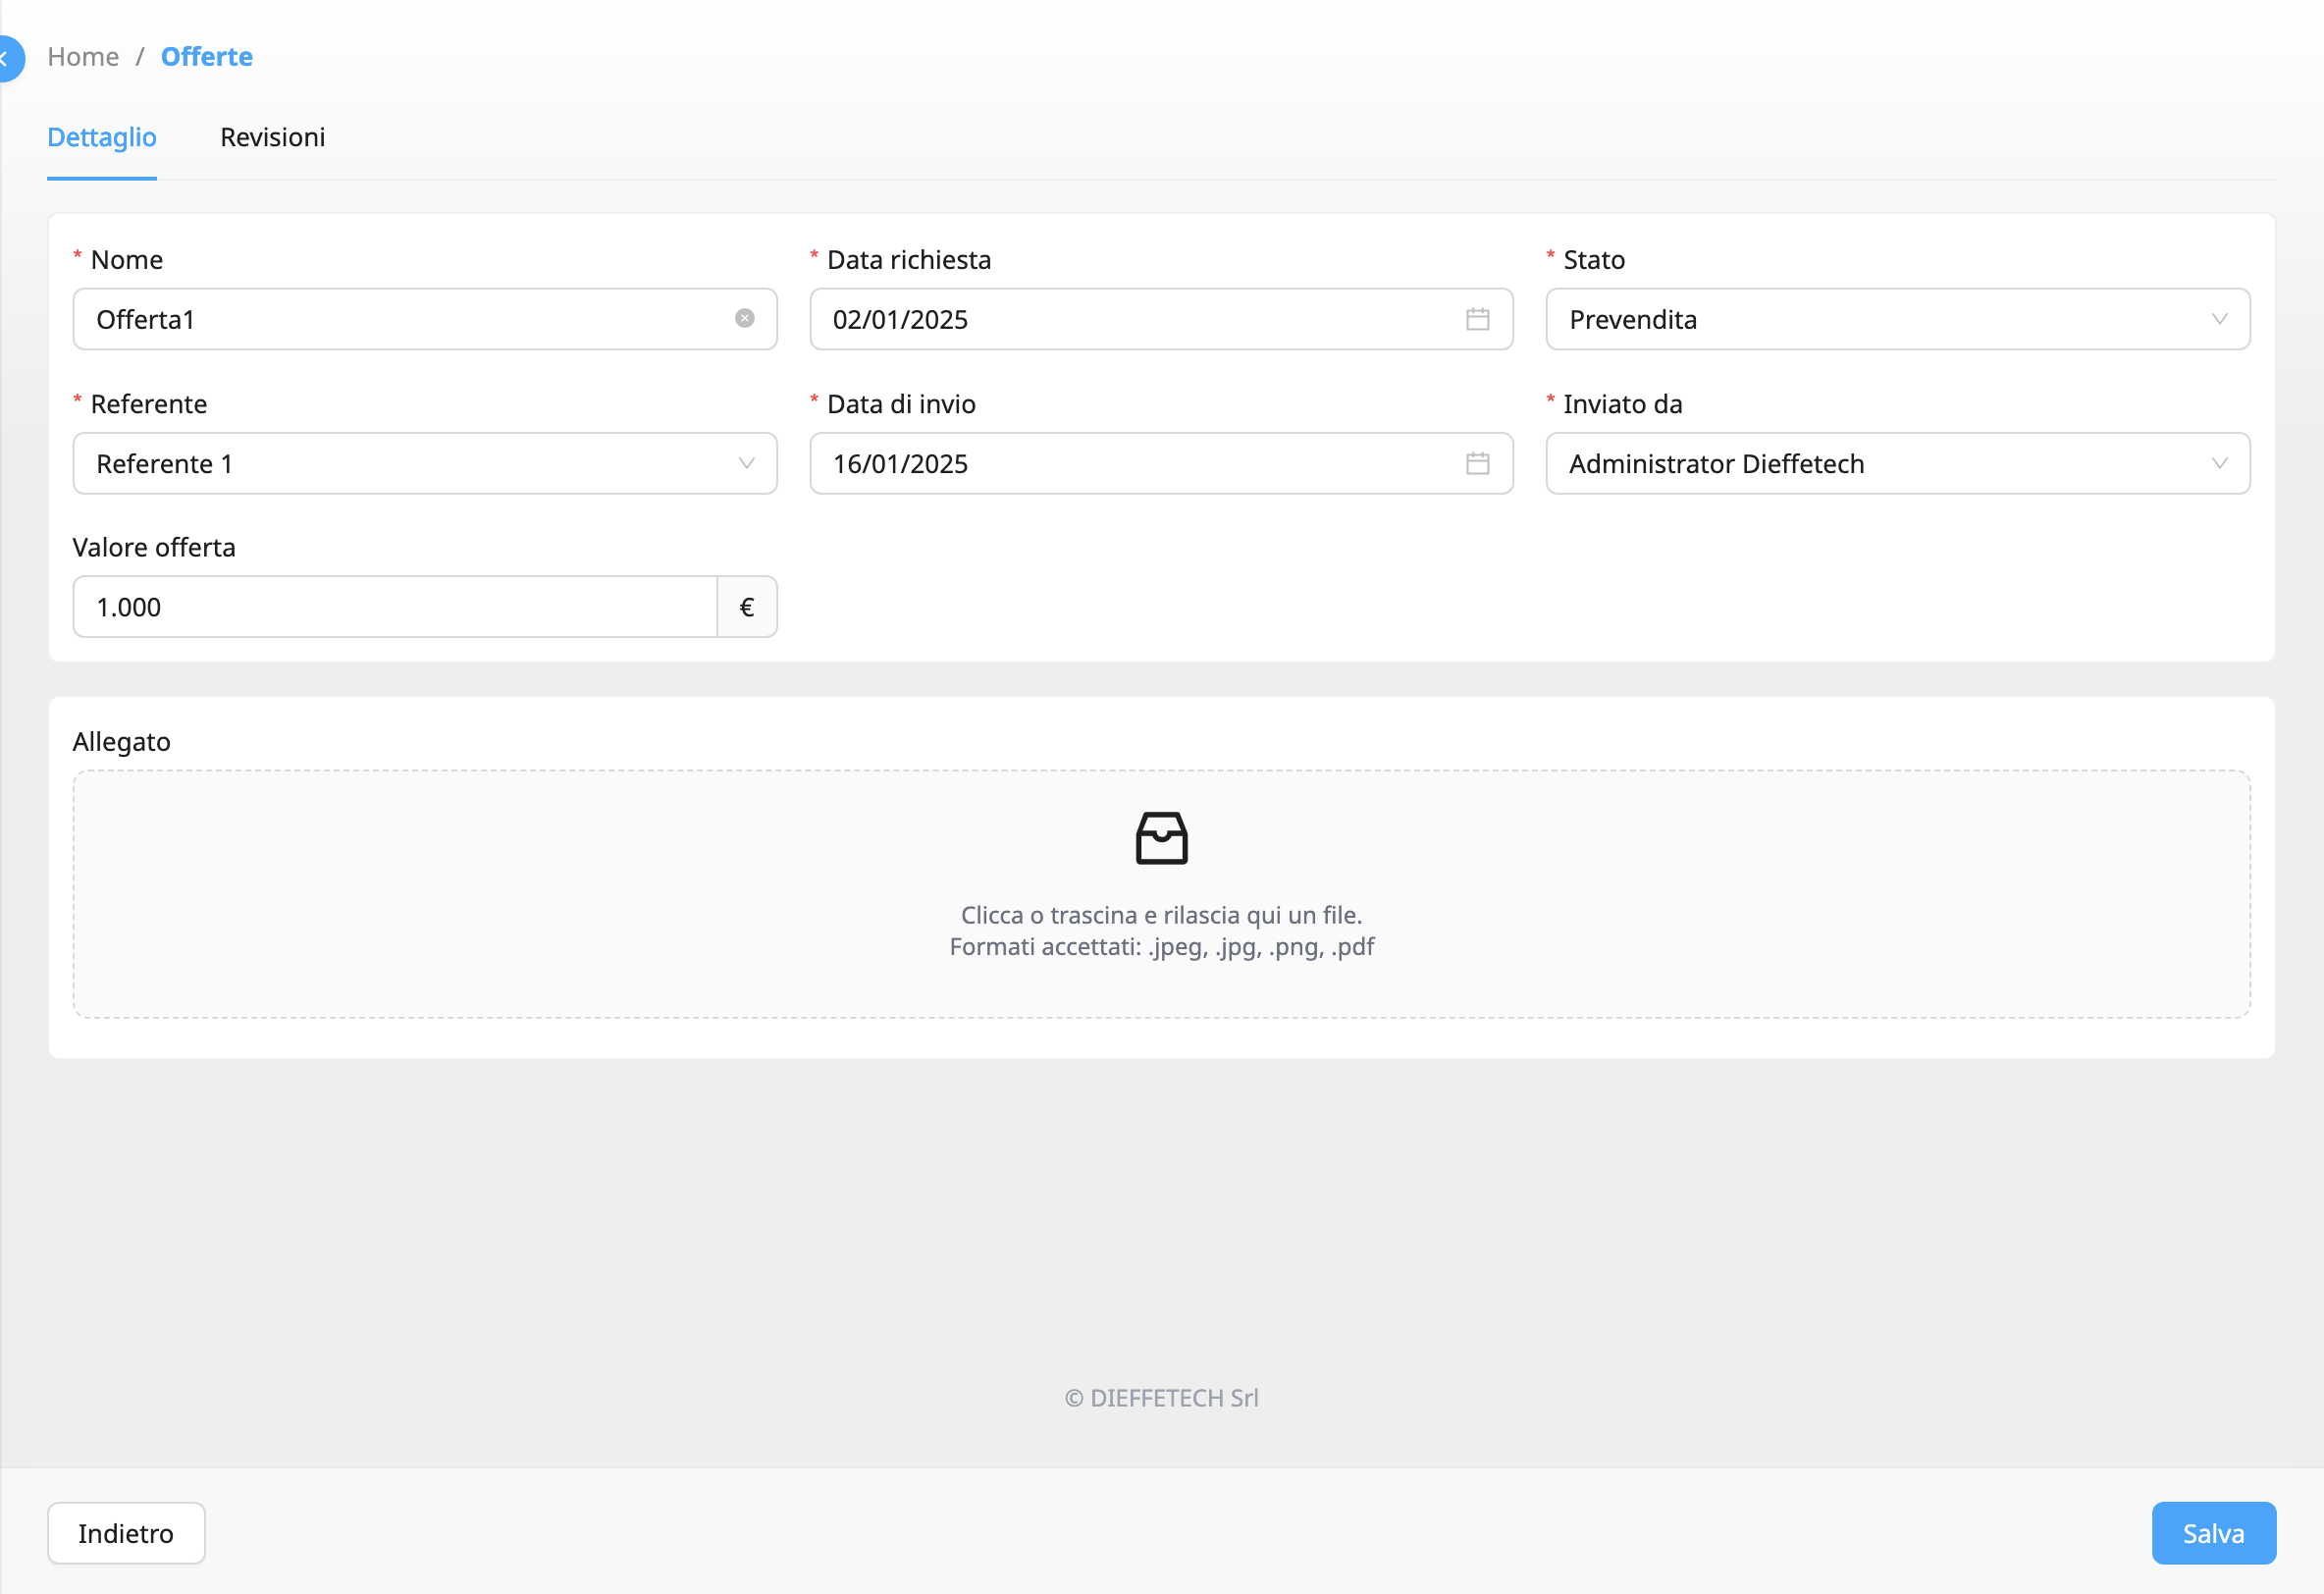 Home / Offerte
Dettaglio Revisioni
* Nome * Data richiesta * Stato
Offerta1 02/01/2025 Prevendita
* Referente * Data di invio * Inviato da
Referente 1 16/01/2025 Administrator Dieffetech
Valore offerta
1.000 €
Allegato
Clicca o trascina e rilascia qui un file.
Formati accettati: .jpeg, .jpg, .png, .pdf
© DIEFFETECH Srl
Indietro Salva